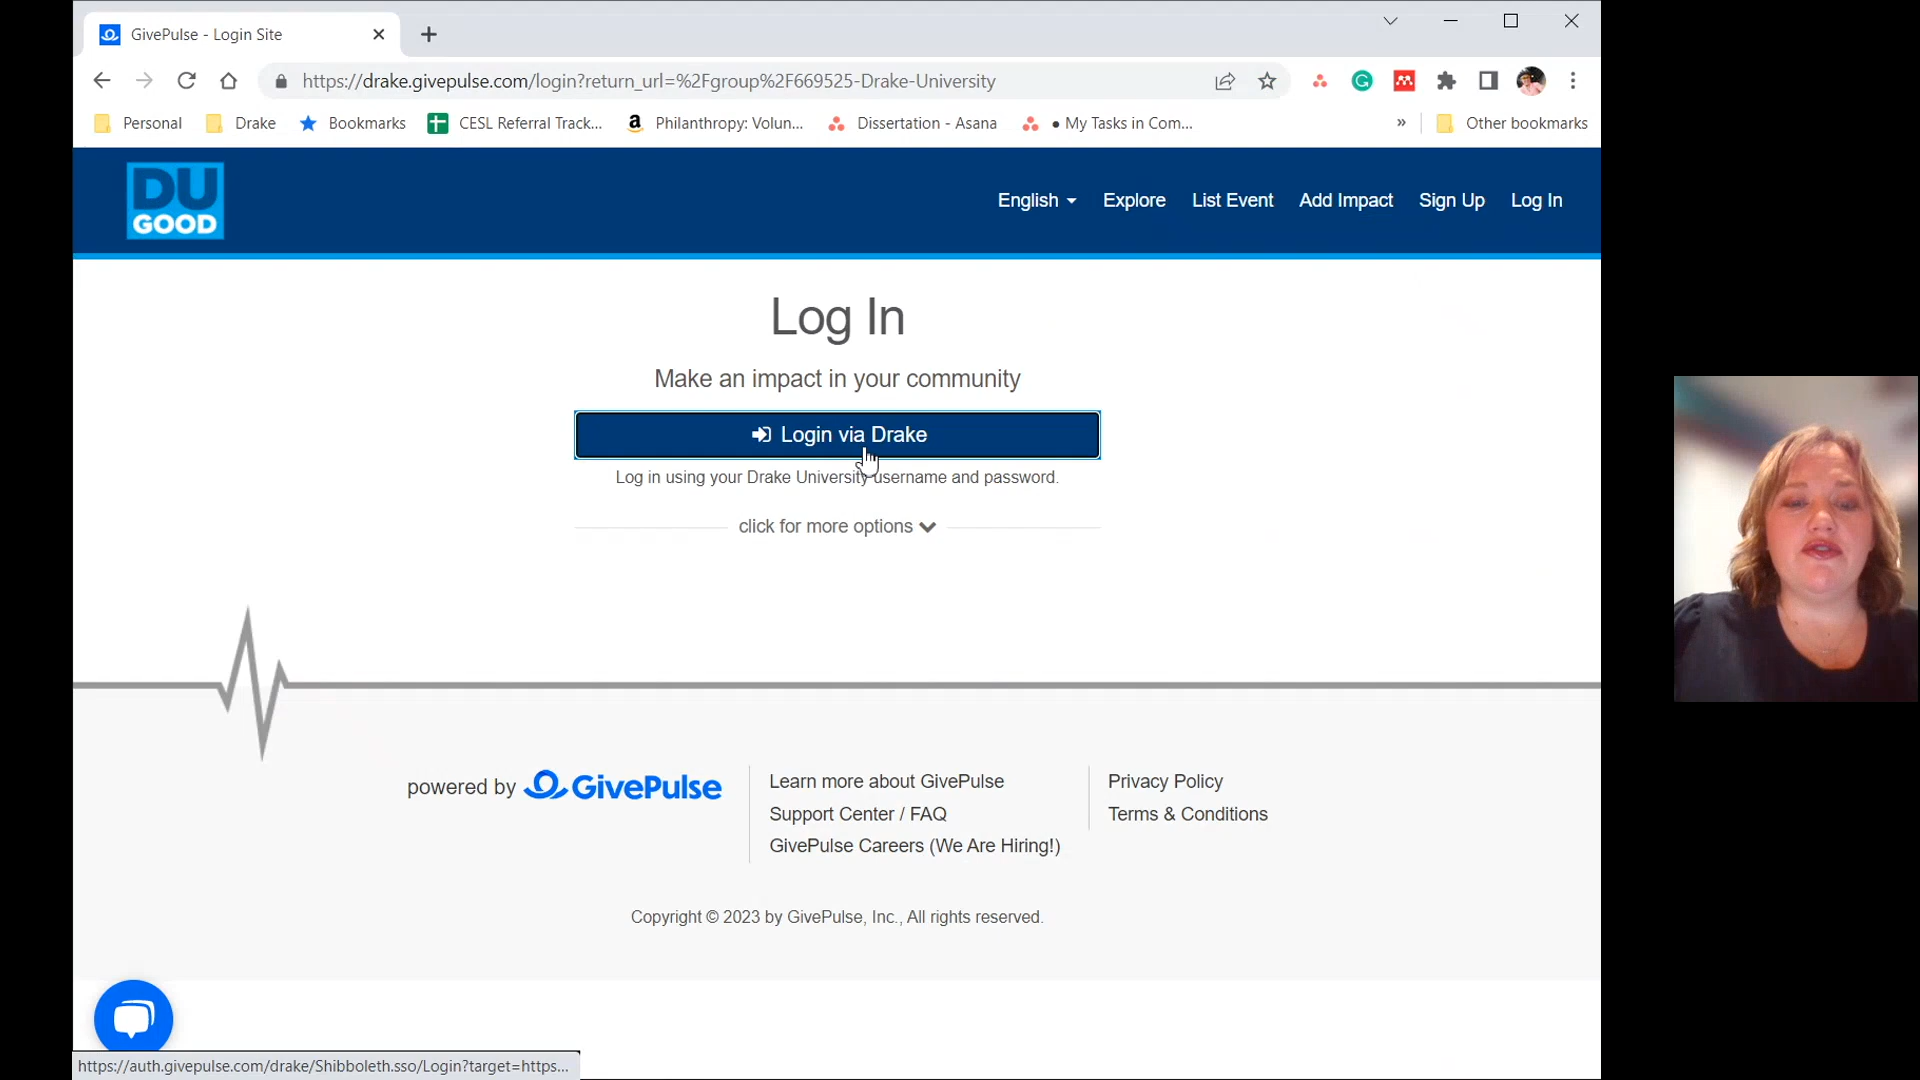 GivePulse - Login Site
https://drake.givepulse.com/login?return_url=%2Fgroup%2F669525-Drake-University
Personal
Drake
Bookmarks
CESL Referral Track...
Philanthropy: Volun...
Dissertation - Asana
● My Tasks in Com...
»
Other bookmarks
DU
GOOD
English
Explore
List Event
Add Impact
Sign Up
Log In
Log In
Make an impact in your community
Login via Drake
Log in using your Drake University username and password.
click for more options
powered by GivePulse
Learn more about GivePulse
Support Center / FAQ
GivePulse Careers (We Are Hiring!)
Privacy Policy
Terms & Conditions
Copyright © 2023 by GivePulse, Inc., All rights reserved.
https://auth.givepulse.com/drake/Shibboleth.sso/Login?target=https...